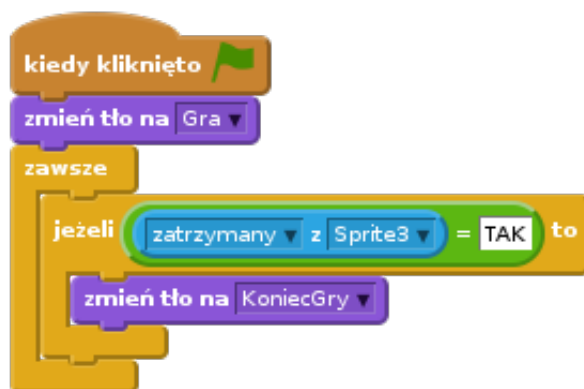 kiedy kliknięto
zmień tło na Gra
zawsze
jeżeli zatrzymany z Sprite3 = TAK to
zmień tło na KoniecGry